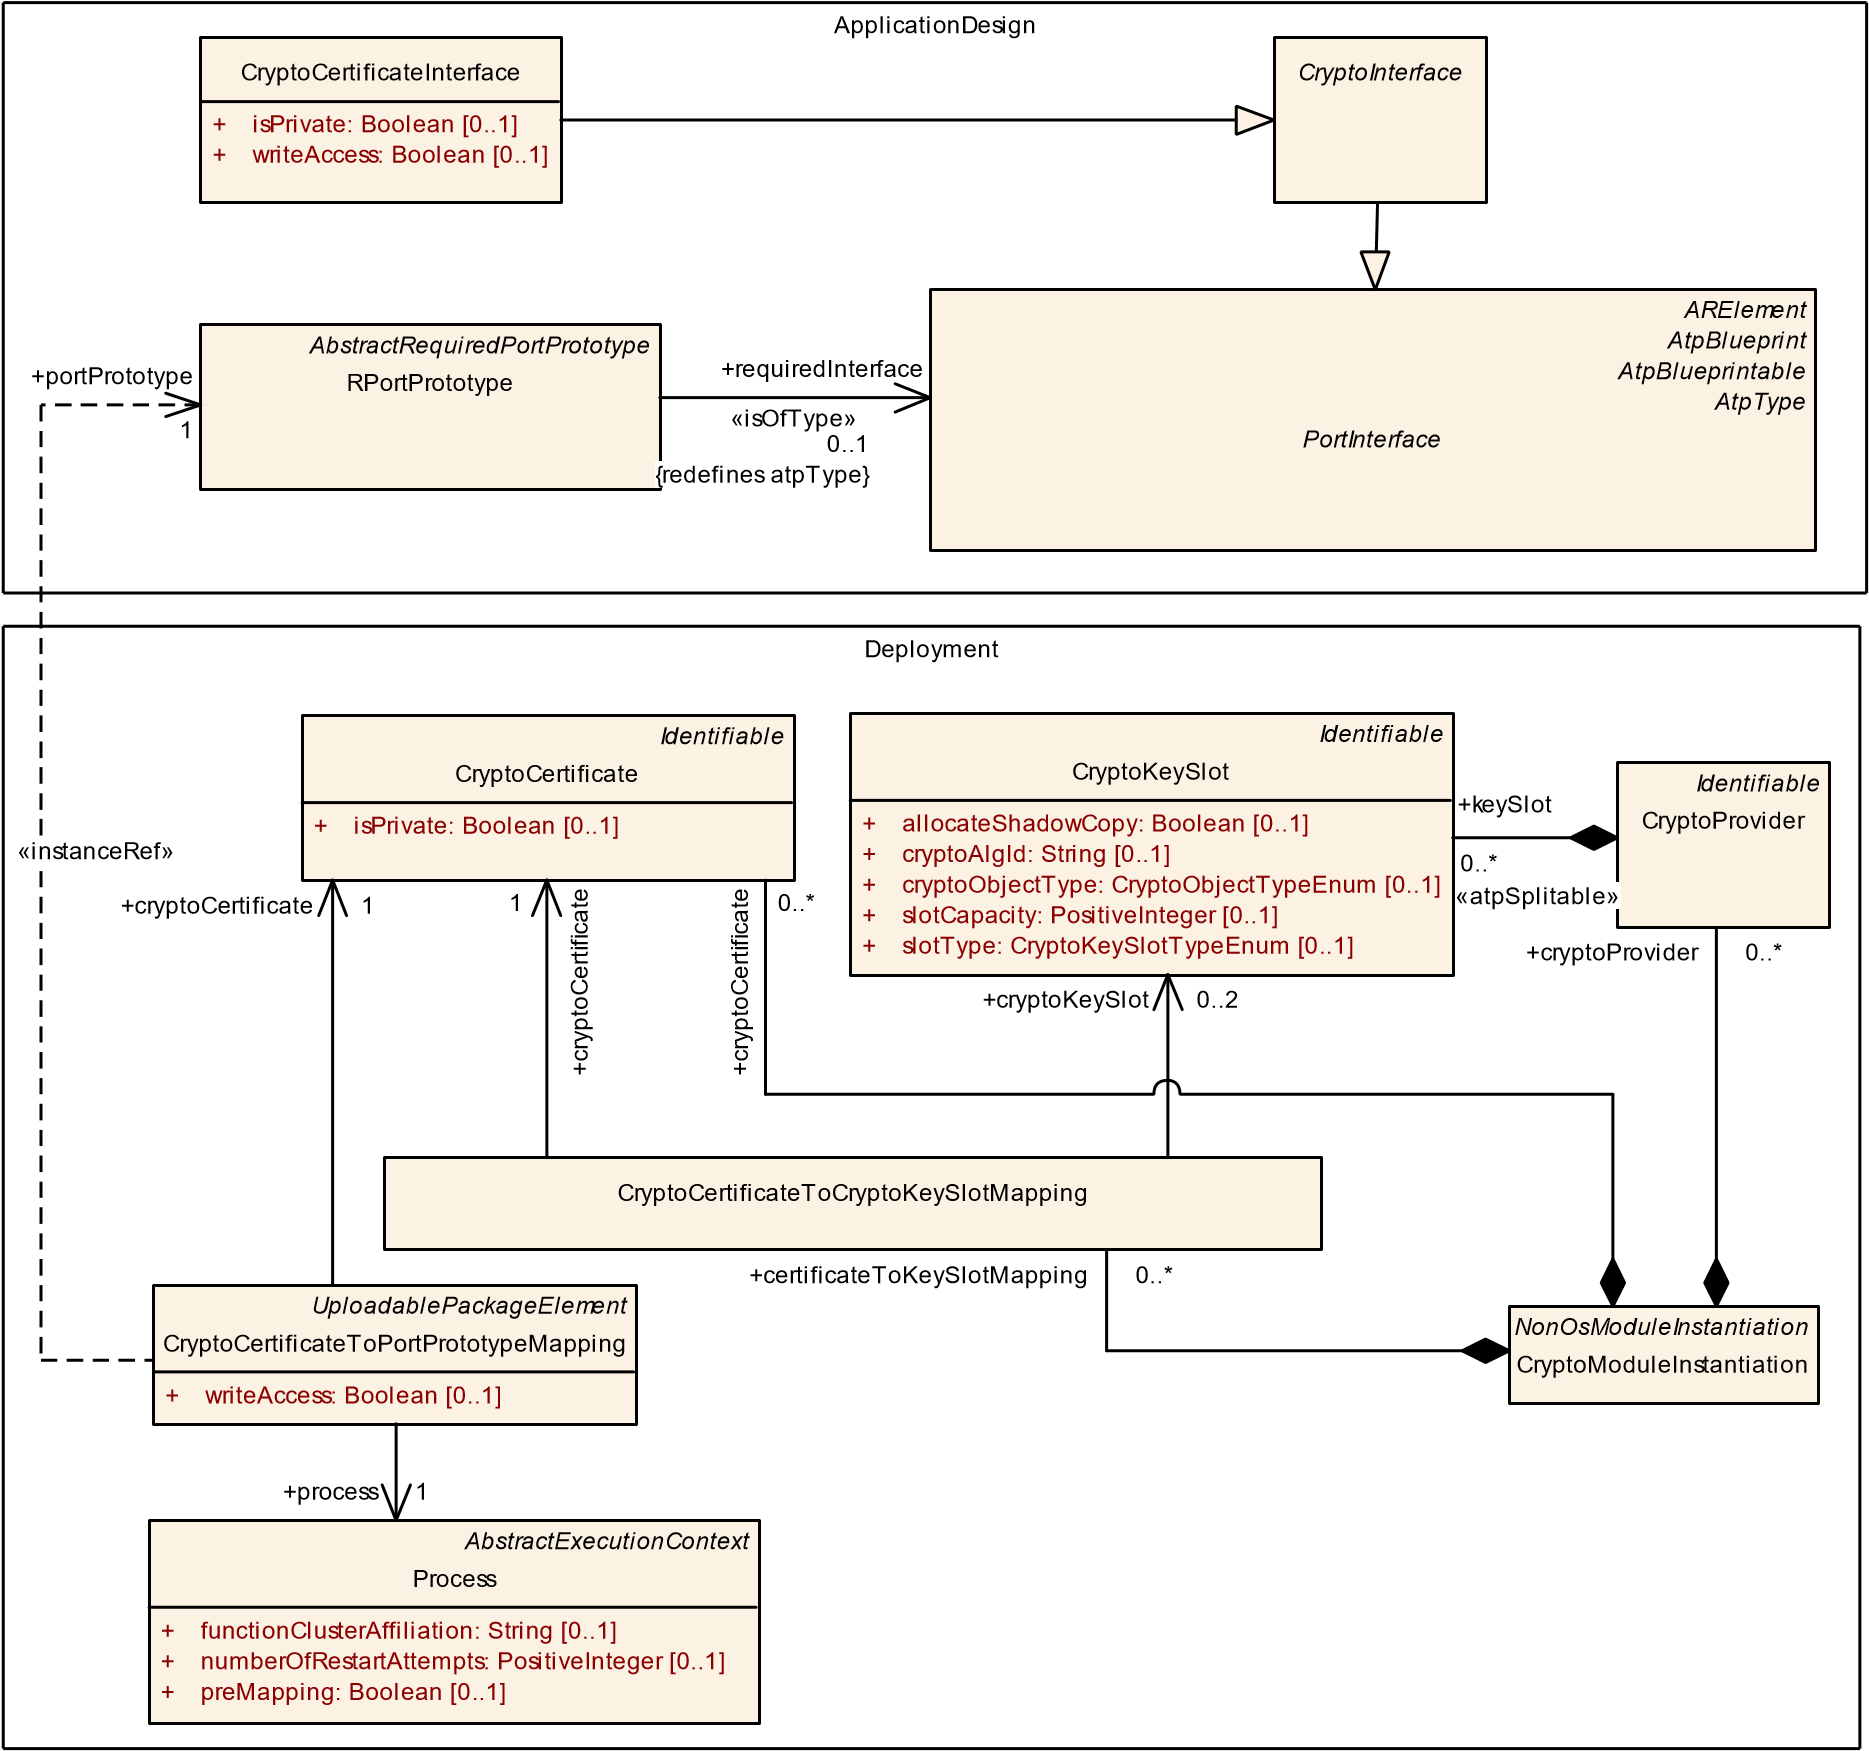 ApplicationDesign
CryptoCertificateInterface
+ isPrivate: Boolean [0..1]
+ writeAccess: Boolean [0..1]
CryptoInterface
+portPrototype
1
AbstractRequiredPortPrototype
RPortPrototype
+requiredInterface
«isOfType»
0..1
{redefines atpType}
ARElement
AtpBlueprint
AtpBlueprintable
AtpType
PortInterface
Deployment
«instanceRef»
Identifiable
CryptoCertificate
+ isPrivate: Boolean [0..1]
Identifiable
CryptoKeySlot
+ allocateShadowCopy: Boolean [0..1]
+ cryptoAlgId: String [0..1]
+ cryptoObjectType: CryptoObjectTypeEnum [0..1]
+ slotCapacity: PositiveInteger [0..1]
+ slotType: CryptoKeySlotTypeEnum [0..1]
+keySlot
0..*
«atpSplitable»
Identifiable
CryptoProvider
+cryptoCertificate
1
1
+cryptoCertificate
+cryptoCertificate
0..*
+cryptoKeySlot
0..2
+cryptoProvider
0..*
CryptoCertificateToCryptoKeySlotMapping
+certificateToKeySlotMapping
0..*
UploadablePackageElement
CryptoCertificateToPortPrototypeMapping
+ writeAccess: Boolean [0..1]
NonOsModuleInstantiation
CryptoModuleInstantiation
+process
1
AbstractExecutionContext
Process
+ functionClusterAffiliation: String [0..1]
+ numberOfRestartAttempts: PositiveInteger [0..1]
+ preMapping: Boolean [0..1]